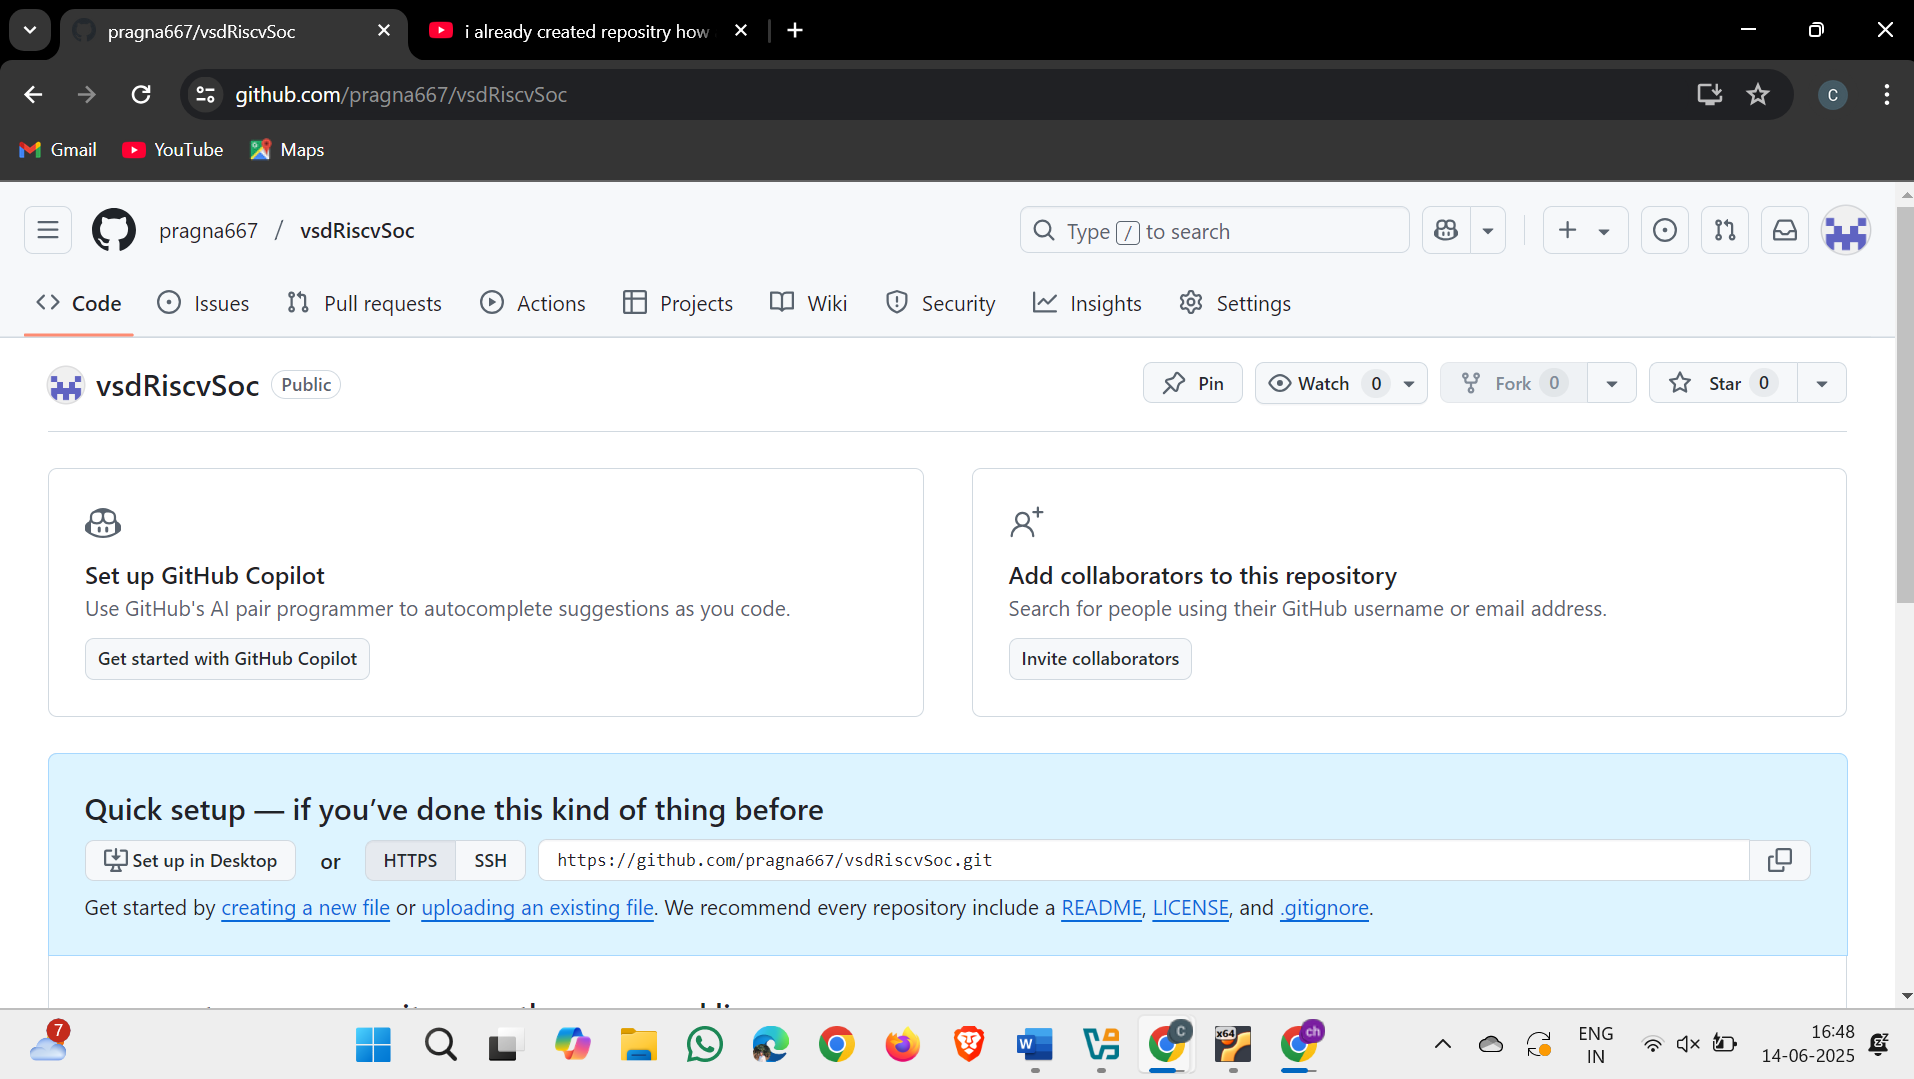 pragna667/vsdRiscvSoc
i already created repositry how
github.com/pragna667/vsdRiscvSoc
C
Gmail
YouTube
Maps
pragna667 / vsdRiscvSoc
Type / to search
Code
Issues
Pull requests
Actions
Projects
Wiki
Security
Insights
Settings
vsdRiscvSoc
Public
Pin
Watch 0
Fork 0
Star 0
Set up GitHub Copilot
Use GitHub's AI pair programmer to autocomplete suggestions as you code.
Get started with GitHub Copilot
Add collaborators to this repository
Search for people using their GitHub username or email address.
Invite collaborators
Quick setup — if you’ve done this kind of thing before
Set up in Desktop or HTTPS SSH https://github.com/pragna667/vsdRiscvSoc.git
Get started by creating a new file or uploading an existing file. We recommend every repository include a README, LICENSE, and .gitignore.
7
W
C
x64
ch
ENG
IN
16:48
14-06-2025